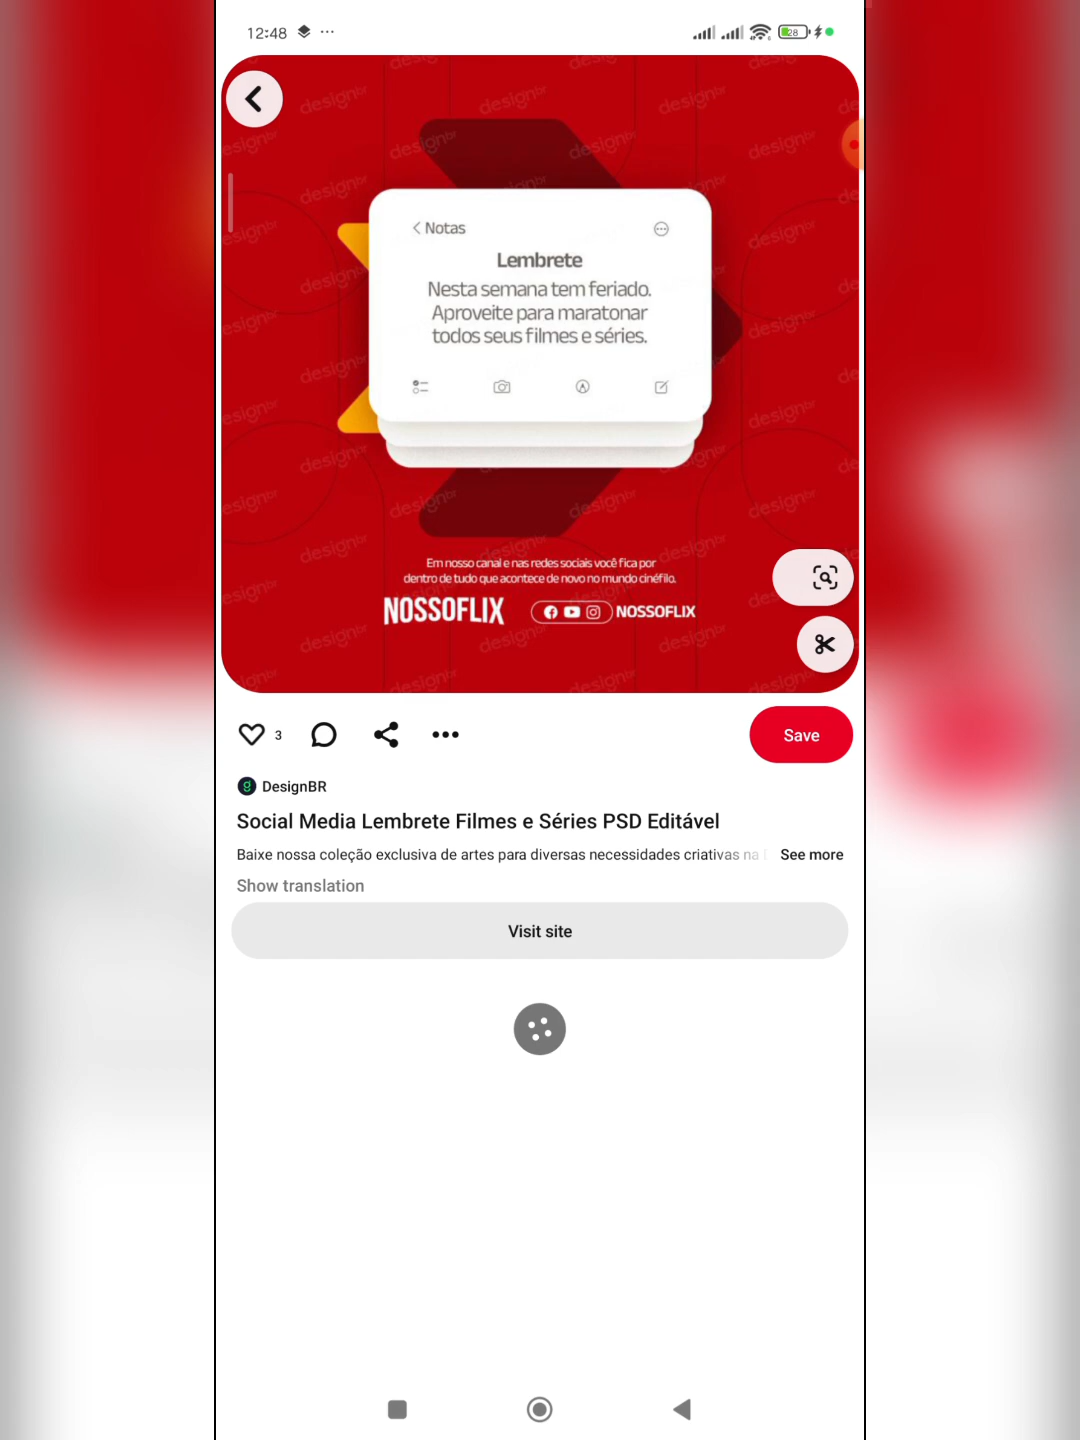 12:48
28
designbr
< Notas
Lembrete
Nesta semana tem feriado.
Aproveite para maratonar
todos seus filmes e séries.
Em nosso canal e nas redes sociais você fica por
dentro de tudo que acontece de novo no mundo cinéfilo.
NOSSOFLIX NOSSOFLIX
3
Save
DesignBR
Social Media Lembrete Filmes e Séries PSD Editável
Baixe nossa coleção exclusiva de artes para diversas necessidades criativas na See more
Show translation
Visit site